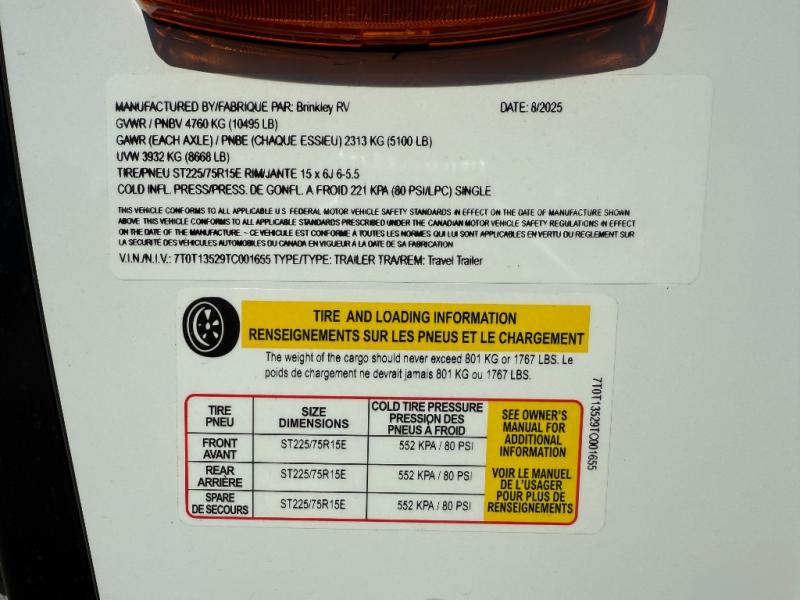 MANUFACTURED BY/FABRIQUE PAR: Brinkley RV DATE: 8/2025
GVWR / PNBV 4760 KG (10495 LB)
GAWR (EACH AXLE) / PNBE (CHAQUE ESSIEU) 2313 KG (5100 LB)
UVW 3932 KG (8668 LB)
TIRE/PNEU ST225/75R15E RIM/JANTE 15 x 6J 6-5.5
COLD INFL. PRESS/PRESS. DE GONFL. A FROID 221 KPA (80 PSI/LPC) SINGLE
THIS VEHICLE CONFORMS TO ALL APPLICABLE U.S. FEDERAL MOTOR VEHICLE SAFETY STANDARDS IN EFFECT ON THE DATE OF MANUFACTURE SHOWN
ABOVE. THIS VEHICLE CONFORMS TO ALL APPLICABLE STANDARDS PRESCRIBED UNDER THE CANADIAN MOTOR VEHICLE SAFETY REGULATIONS IN EFFECT
ON THE DATE OF THE MANUFACTURE. ~ CE VÉHICULE EST CONFORME À TOUTES LES NORMES QUI LUI SONT APPLICABLES EN VERTU DU RÈGLEMENT SUR
LA SÉCURITÉ DES VÉHICULES AUTOMOBILES DU CANADA EN VIGUEUR À LA DATE DE SA FABRICATION
V.I.N./N.I.V.: 7T0T13529TC001655 TYPE/TYPE: TRAILER TRA/REM: Travel Trailer
TIRE AND LOADING INFORMATION
RENSEIGNEMENTS SUR LES PNEUS ET LE CHARGEMENT
The weight of the cargo should never exceed 801 KG or 1767 LBS. Le
poids de chargement ne devrait jamais 801 KG ou 1767 LBS.
TIRE
PNEU
SIZE
DIMENSIONS
COLD TIRE PRESSURE
PRESSION DES
PNEUS À FROID
FRONT
AVANT
ST225/75R15E
552 KPA / 80 PSI
REAR
ARRIÈRE
ST225/75R15E
552 KPA / 80 PSI
SPARE
DE SECOURS
ST225/75R15E
552 KPA / 80 PSI
SEE OWNER'S
MANUAL FOR
ADDITIONAL
INFORMATION
VOIR LE MANUEL
DE L'USAGER
POUR PLUS DE
RENSEIGNEMENTS
7T0T13529TC001655